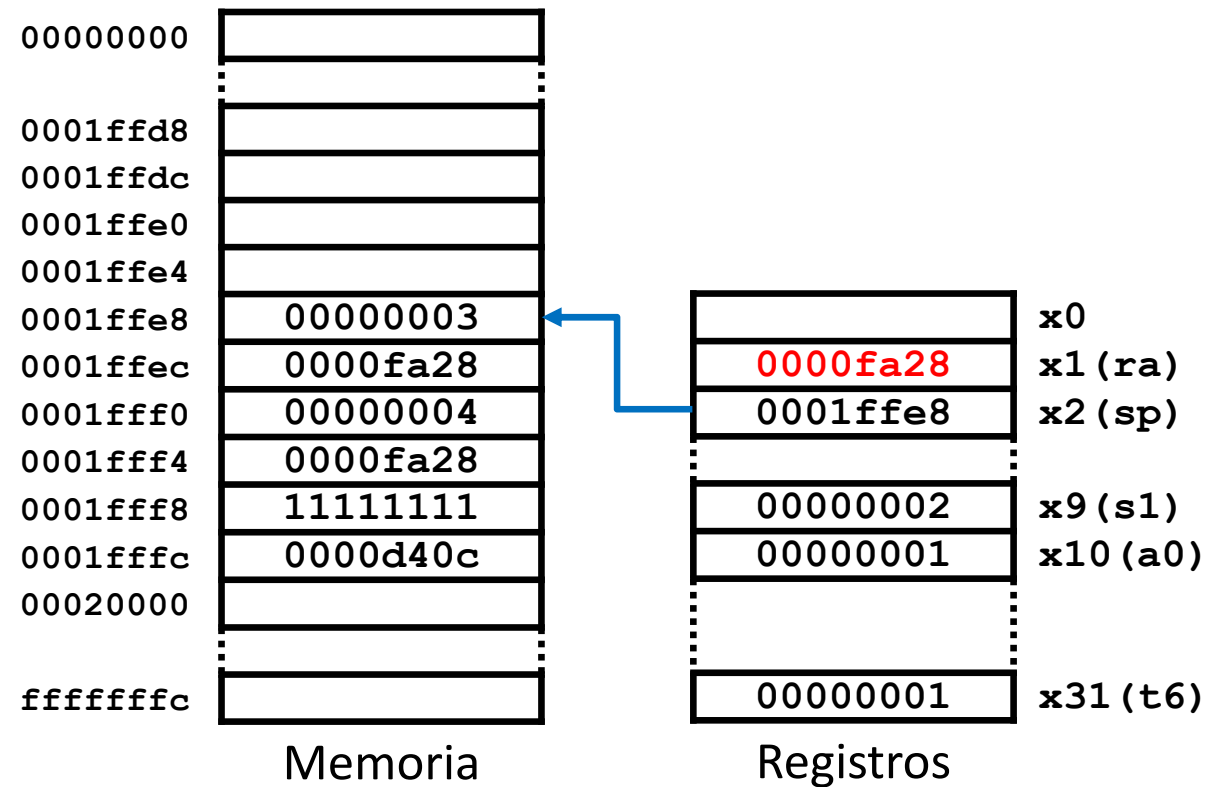 00000000
0001ffd8
0001ffdc
0001ffe0
0001ffe4
0001ffe8 00000003 x0
0001ffec 0000fa28 0000fa28 x1(ra)
0001fff0 00000004 0001ffe8 x2(sp)
0001fff4 0000fa28
0001fff8 11111111 00000002 x9(s1)
0001fffc 0000d40c 00000001 x10(a0)
00020000
fffffffc 00000001 x31(t6)
Memoria Registros